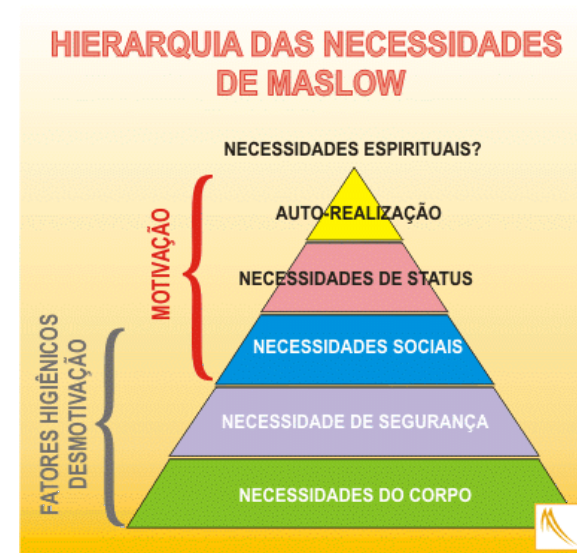 HIERARQUIA DAS NECESSIDADES
DE MASLOW
NECESSIDADES ESPIRITUAIS?
AUTO-REALIZAÇÃO
NECESSIDADES DE STATUS
NECESSIDADES SOCIAIS
NECESSIDADE DE SEGURANÇA
NECESSIDADES DO CORPO
MOTIVAÇÃO
FATORES HIGIÊNICOS
DESMOTIVAÇÃO